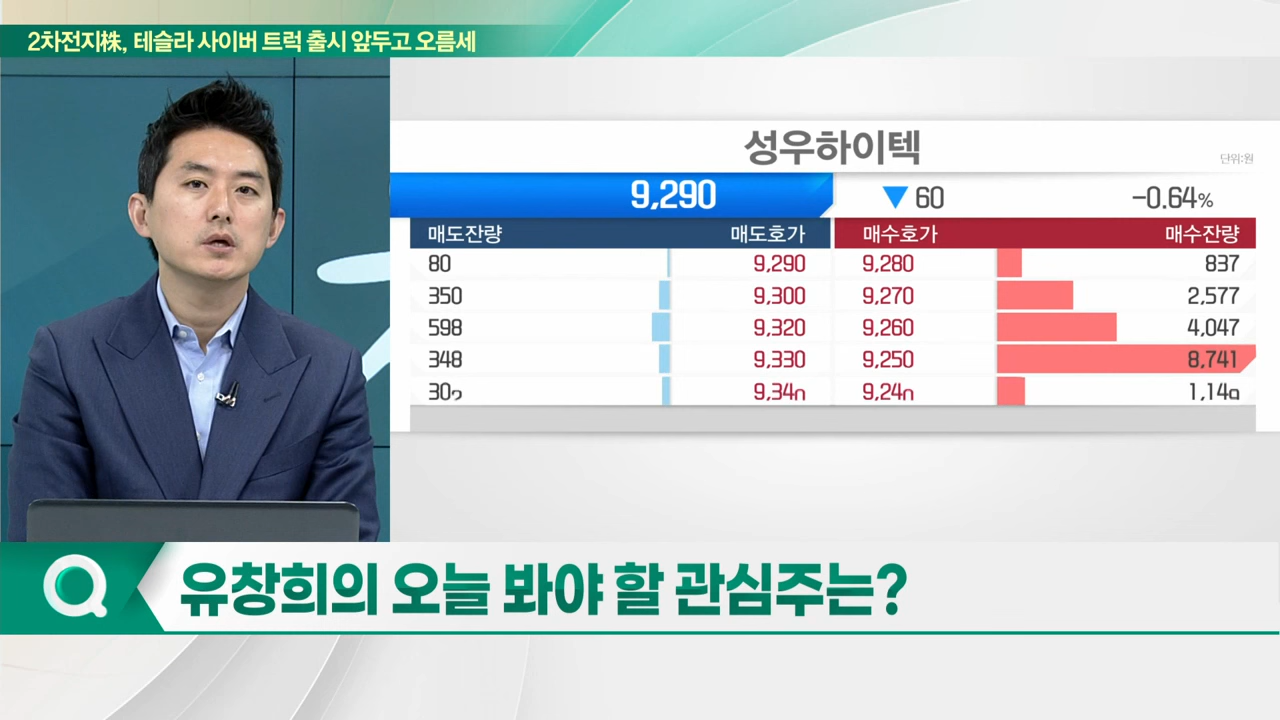 2차전지株, 테슬라 사이버 트럭 출시 앞두고 오름세
성우하이텍
단위:원
9,290 ▼60 -0.64%
매도잔량 매도호가 매수호가 매수잔량
80 9,290 9,280 837
350 9,300 9,270 2,577
598 9,320 9,260 4,047
348 9,330 9,250 8,741
유창희의 오늘 봐야 할 관심주는?